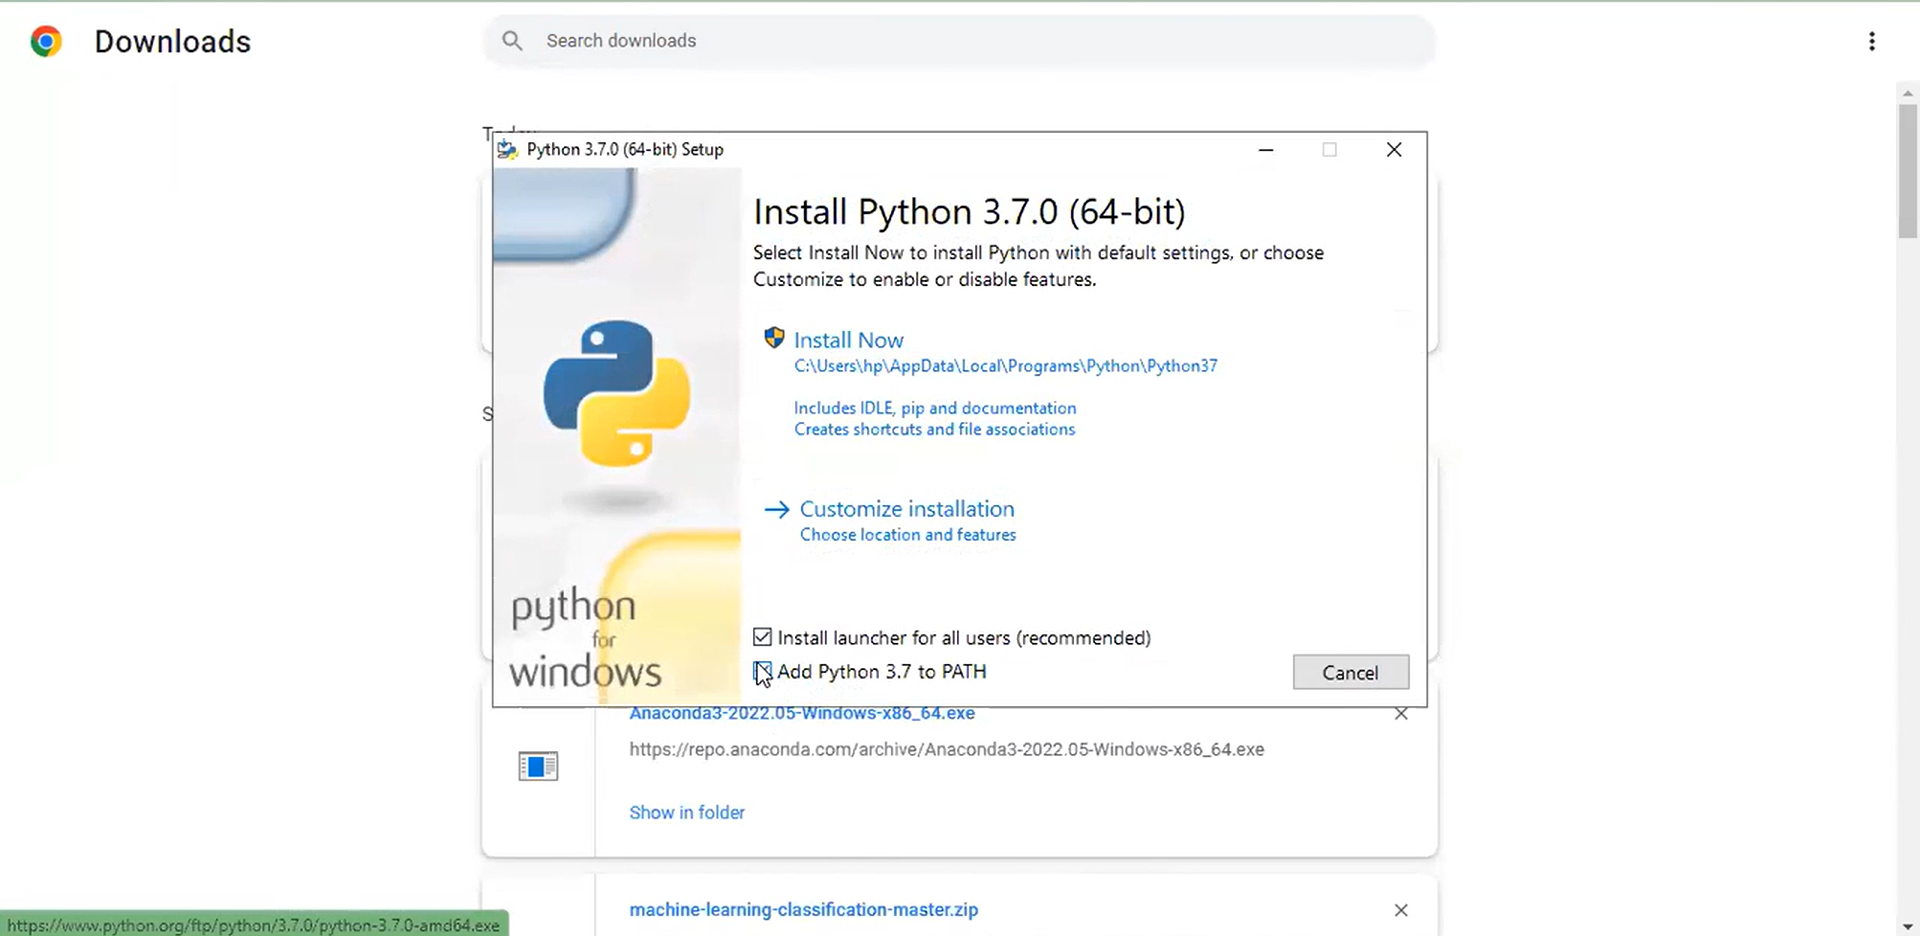 Downloads
Search downloads
Python 3.7.0 (64-bit) Setup
Install Python 3.7.0 (64-bit)
Select Install Now to install Python with default settings, or choose
Customize to enable or disable features.
Install Now
C:\Users\hp\AppData\Local\Programs\Python\Python37
Includes IDLE, pip and documentation
Creates shortcuts and file associations
Customize installation
Choose location and features
python
for
windows
Install launcher for all users (recommended)
Add Python 3.7 to PATH
Cancel
Anaconda3-2022.05-Windows-x86_64.exe
https://repo.anaconda.com/archive/Anaconda3-2022.05-Windows-x86_64.exe
Show in folder
machine-learning-classification-master.zip
https://www.python.org/ftp/python/3.7.0/python-3.7.0-amd64.exe